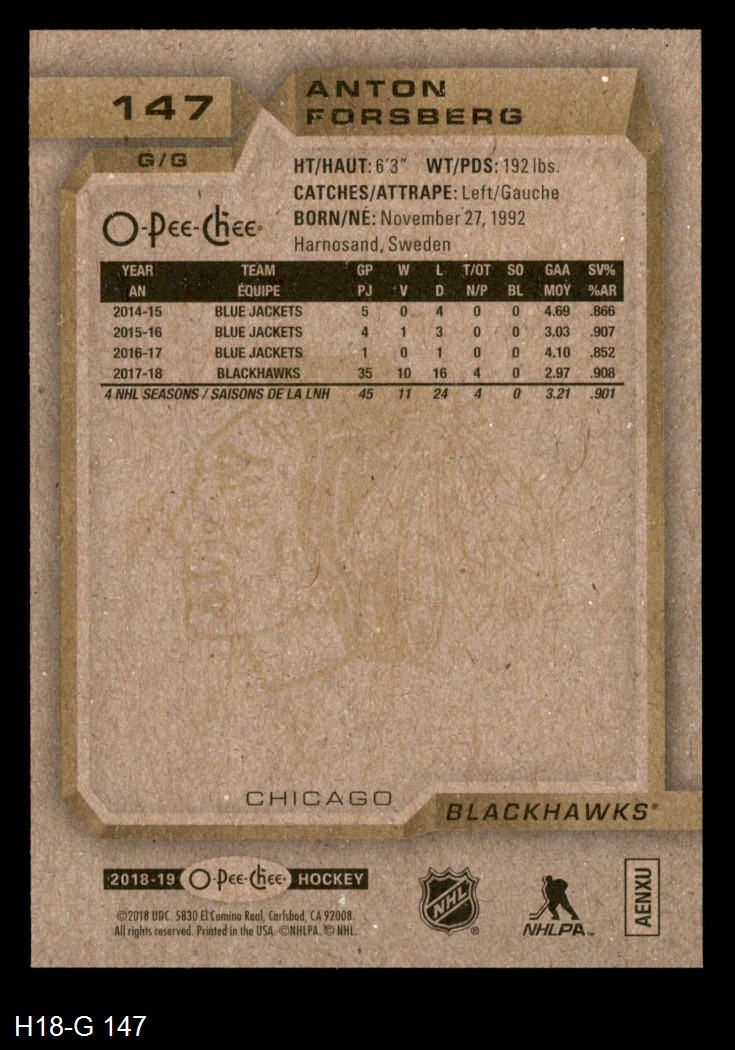 147
ANTON
FORSBERG
G/G
HT/HAUT: 6'3" WT/PDS: 192 lbs.
CATCHES/ATTRAPE: Left/Gauche
BORN/NÉ: November 27, 1992
Harnosand, Sweden
O-Pee-Chee®
YEAR TEAM GP W L T/OT SO GAA SV%
AN ÉQUIPE PJ V D N/P BL MOY %AR
2014-15 BLUE JACKETS 5 0 4 0 0 4.69 .866
2015-16 BLUE JACKETS 4 1 3 0 0 3.03 .907
2016-17 BLUE JACKETS 1 0 1 0 0 4.10 .852
2017-18 BLACKHAWKS 35 10 16 4 0 2.97 .908
4 NHL SEASONS / SAISONS DE LA LNH 45 11 24 4 0 3.21 .901
CHICAGO
BLACKHAWKS®
2018-19 O-Pee-Chee HOCKEY
©2018 UDC. 5830 El Camino Real, Carlsbad, CA 92008.
All rights reserved. Printed in the USA. ©NHLPA. © NHL.
NHL®
NHLPA™
AENXU
H18-G 147